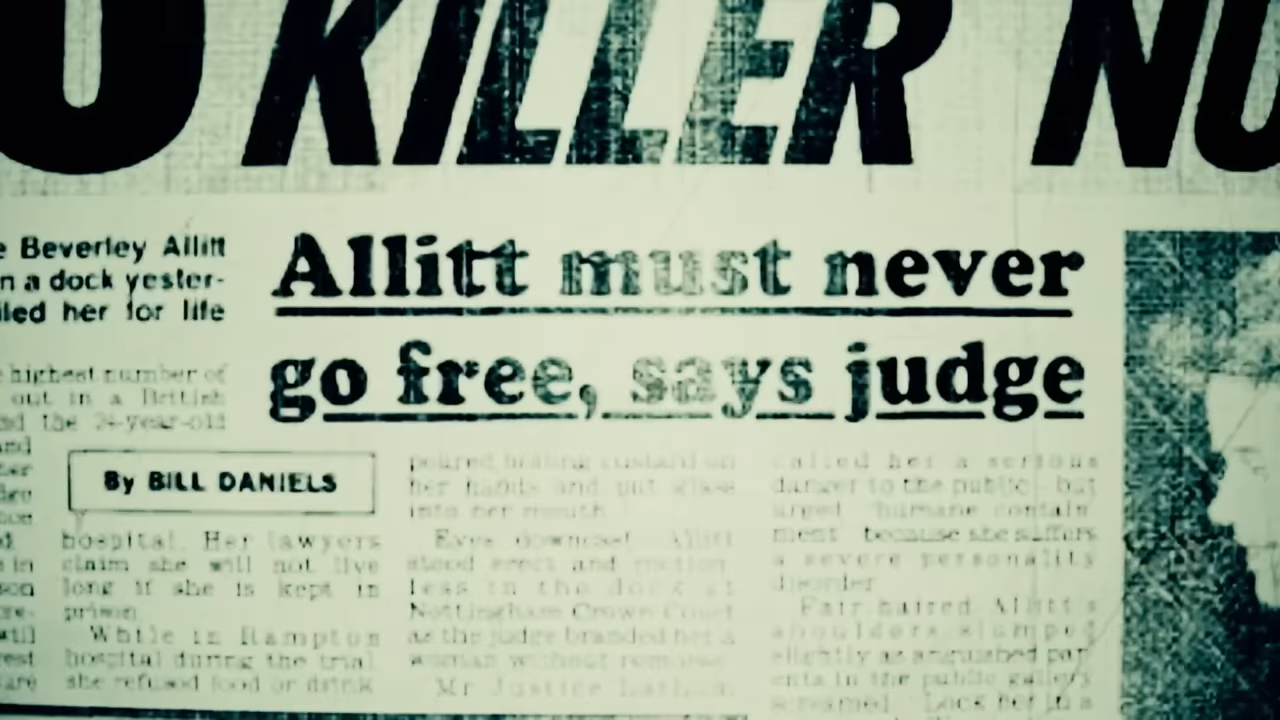 KILLER
e Beverley Allitt
n a dock yester-
iled her for life
Allitt must never
go free, says judge
highest number of
out in a British
nd the 24-year-old
By BILL DANIELS
hospital. Her lawyers
claim she will not live
long if she is kept in
prison.
While in Rampton
hospital during the trial
she refused food or drink
poured boiling custard on
her hands and put glass
into her mouth.
Eyes downcast Allitt
stood erect and motion-
less in the dock at
Nottingham Crown Court
as the judge branded her a
woman without remorse
Mr Justice Latham
called her a serious
danger to the public but
urged "humane contain-
ment" because she suffers
a severe personality
disorder
Fair haired Allitt's
shoulders slumped
slightly as anguished par-
ents in the public gallery
screamed Lock her in a